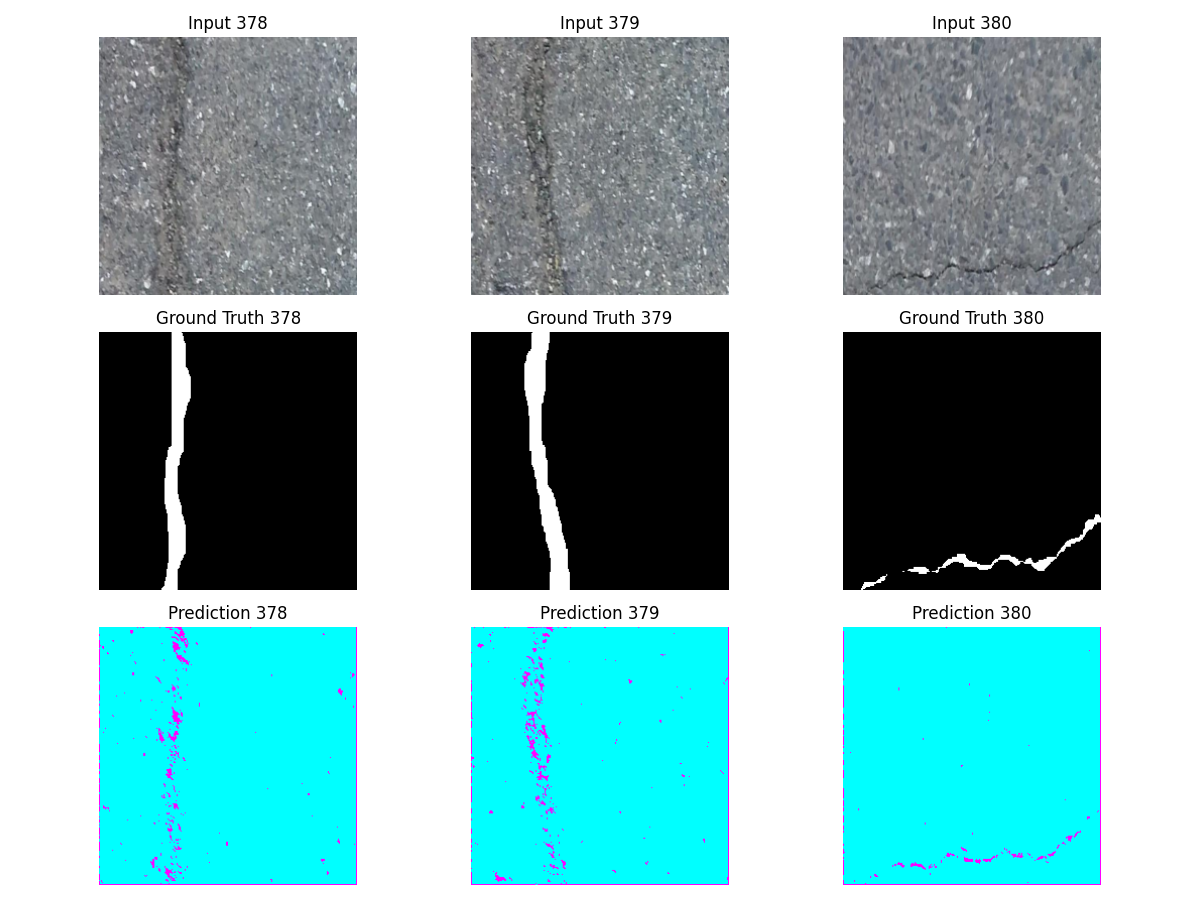 Input 378
Input 379
Input 380
Ground Truth 378
Ground Truth 379
Ground Truth 380
Prediction 378
Prediction 379
Prediction 380